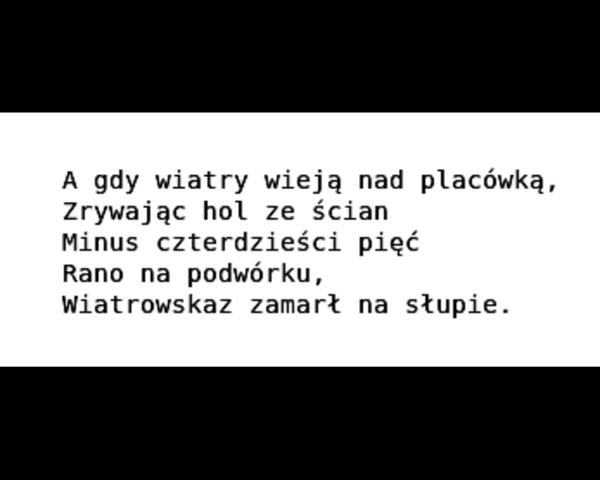 A gdy wiatry wieją nad placówką,
Zrywając hol ze ścian
Minus czterdzieści pięć
Rano na podwórku,
Wiatrowskaz zamarł na słupie.